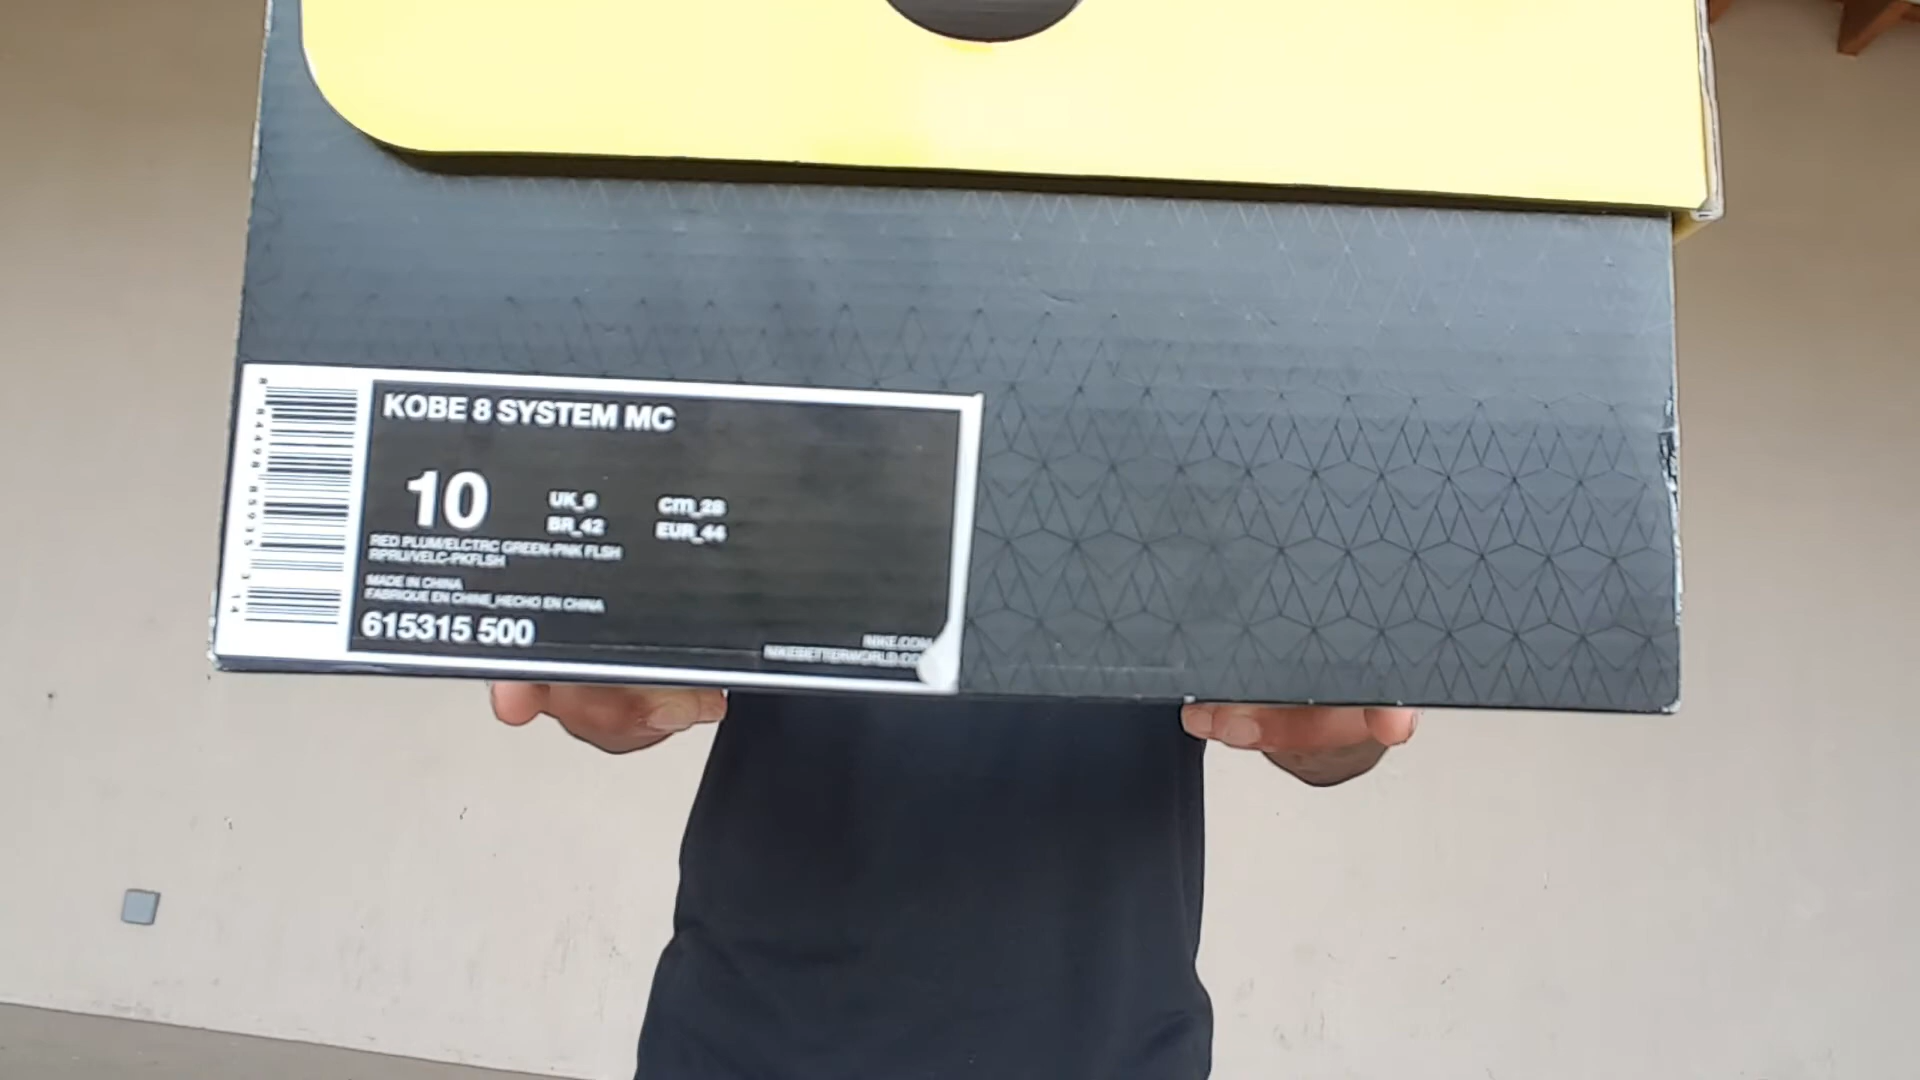 KOBE 8 SYSTEM MC
10
UK_9
cm_28
BR_42
EUR_44
RED PLUM/ELCTRC GREEN-PNK FLSH
RPRLI/VELC-PKFLSH
MADE IN CHINA
FABRIQUE EN CHINE_HECHO EN CHINA
615315 500
NIKE.COM